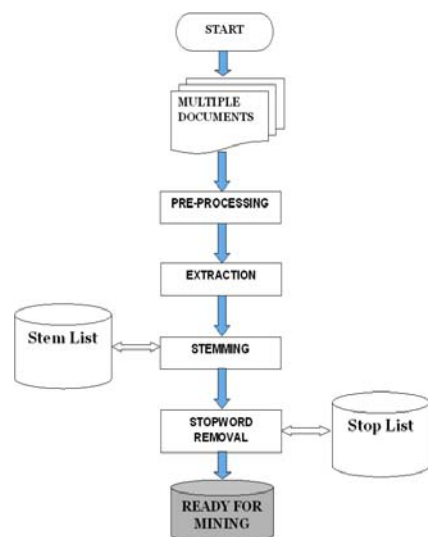 START
MULTIPLE
DOCUMENTS
PRE-PROCESSING
EXTRACTION
Stem List
STEMMING
STOPWORD
REMOVAL
Stop List
READY FOR
MINING